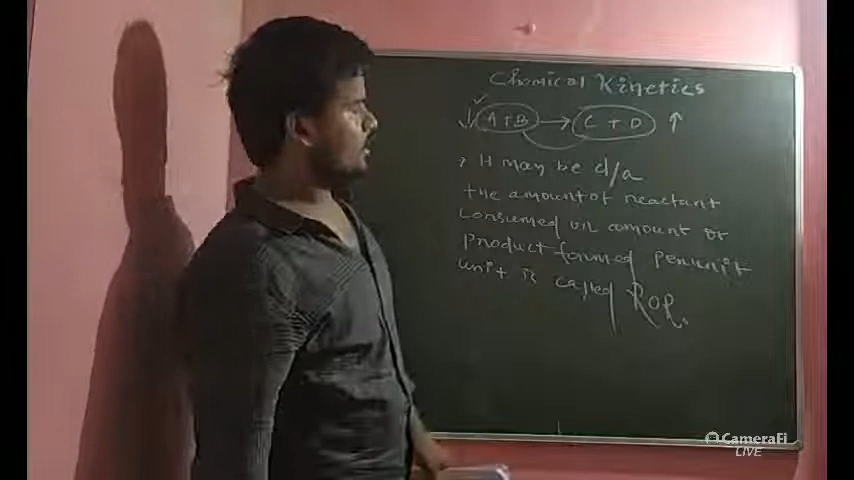 Chemical Kinetics
↓ A+B → C + D ↑
It may be d/a
the amount of reactant
consumed or amount of
Product formed per unit
unit is called ROR.
CameraFi
LIVE